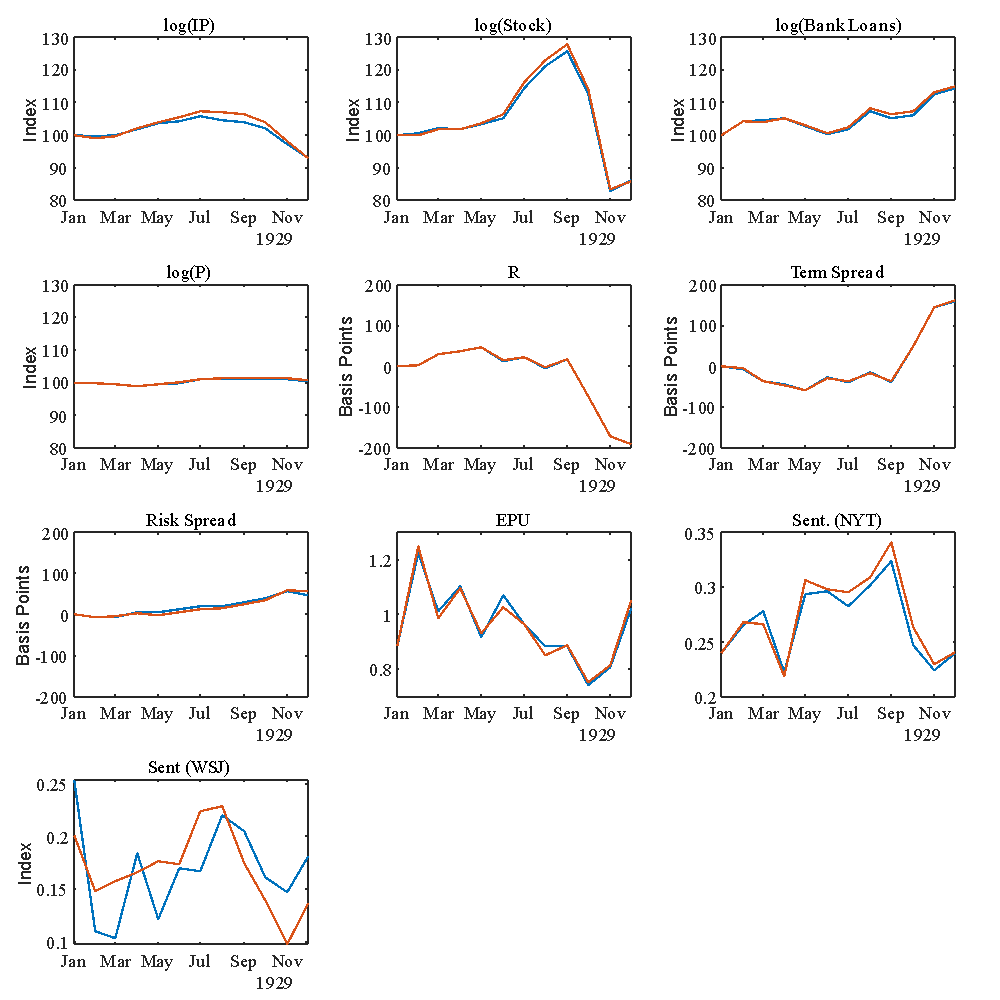 log(IP)
130
120
110
100
90
80
Index
Jan Mar May Jul Sep Nov
1929
log(Stock)
130
120
110
100
90
80
Index
Jan Mar May Jul Sep Nov
1929
log(Bank Loans)
130
120
110
100
90
80
Index
Jan Mar May Jul Sep Nov
1929
log(P)
130
120
110
100
90
80
Index
Jan Mar May Jul Sep Nov
1929
R
200
100
0
-100
-200
Basis Points
Jan Mar May Jul Sep Nov
1929
Term Spread
200
100
0
-100
-200
Basis Points
Jan Mar May Jul Sep Nov
1929
Risk Spread
200
100
0
-100
-200
Basis Points
Jan Mar May Jul Sep Nov
1929
EPU
1.2
1
0.8
Jan Mar May Jul Sep Nov
1929
Sent. (NYT)
0.35
0.3
0.25
0.2
Jan Mar May Jul Sep Nov
1929
Sent (WSJ)
0.25
0.2
0.15
0.1
Index
Jan Mar May Jul Sep Nov
1929